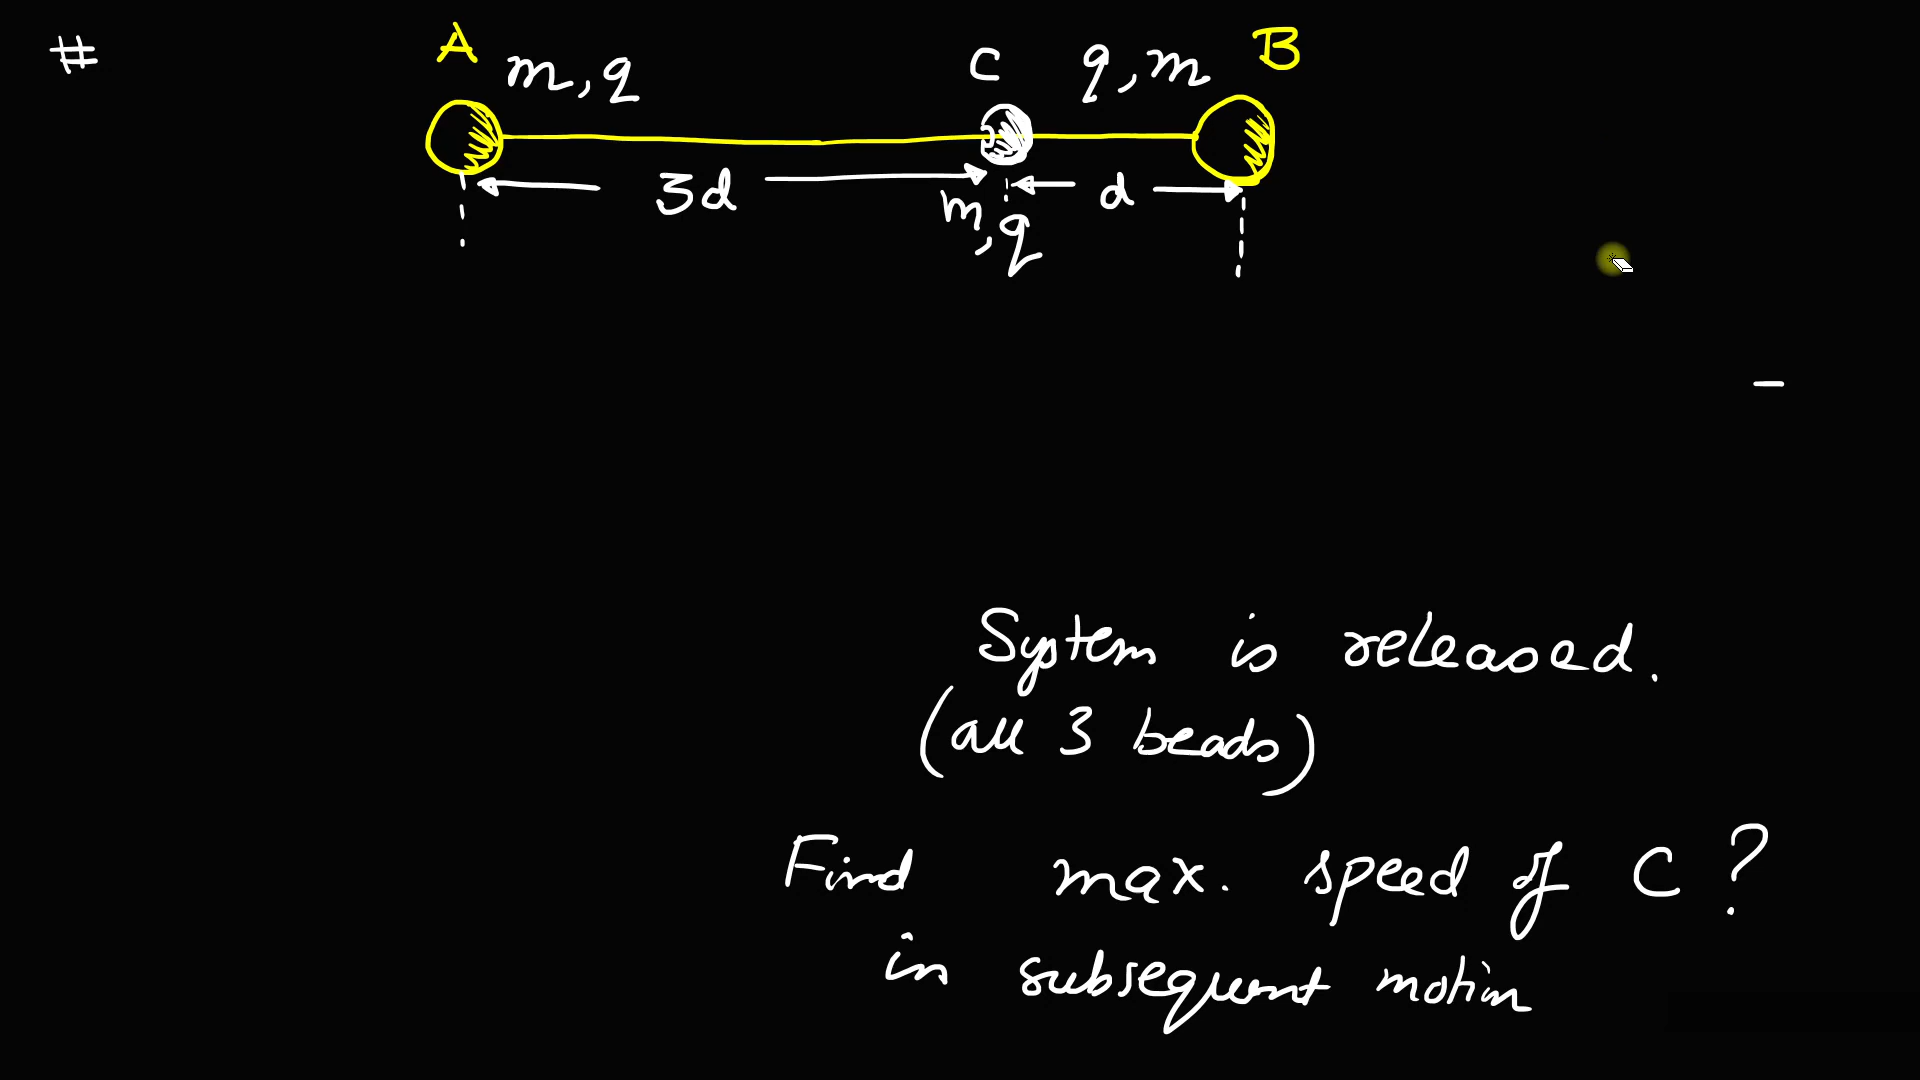 #
A m, q C q, m B
3d d
m, q
System is released.
(all 3 beads)
Find max. speed of C ?
in subsequent motion